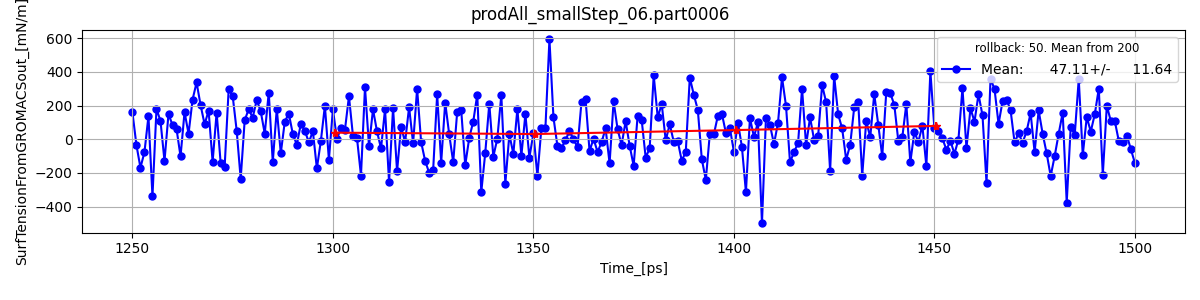 prodAll_smallStep_06.part0006
SurfTensionFromGROMACSout_[mN/m]
600
400
200
0
−200
−400
rollback: 50. Mean from 200
Mean: 47.11+/- 11.64
1250
1300
1350
1400
1450
1500
Time_[ps]